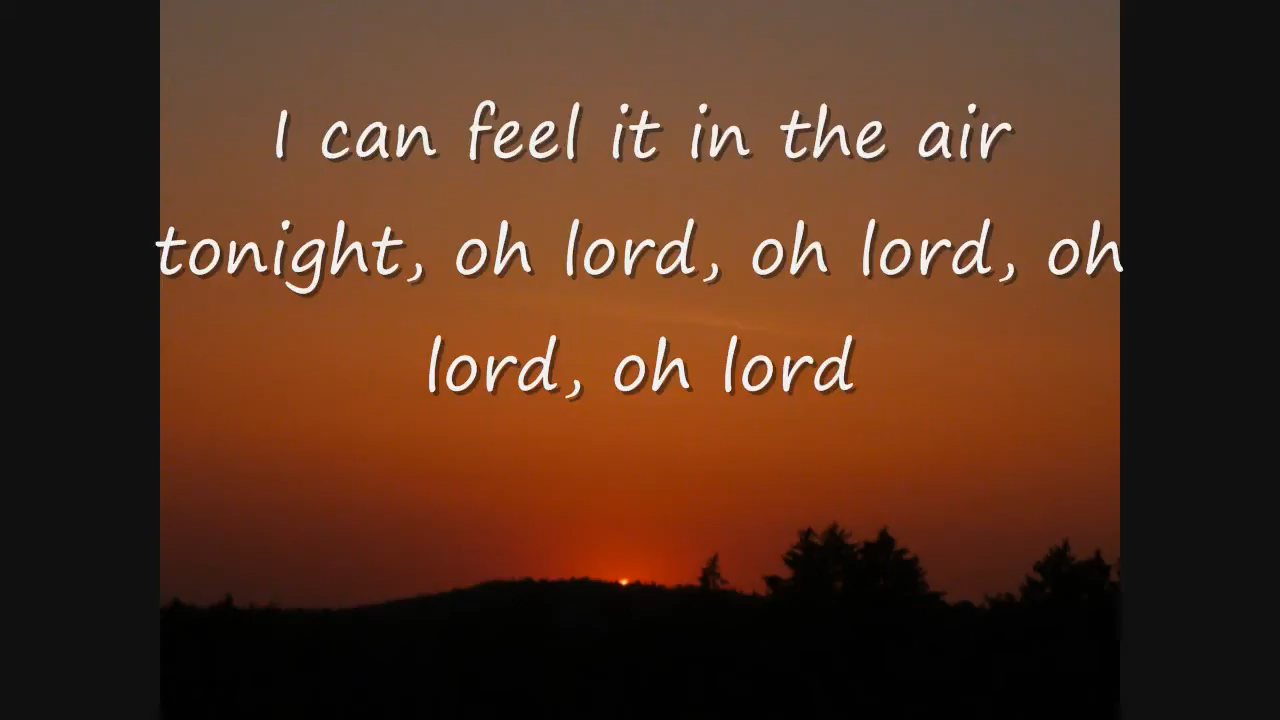 I can feel it in the air
tonight, oh lord, oh lord, oh
lord, oh lord